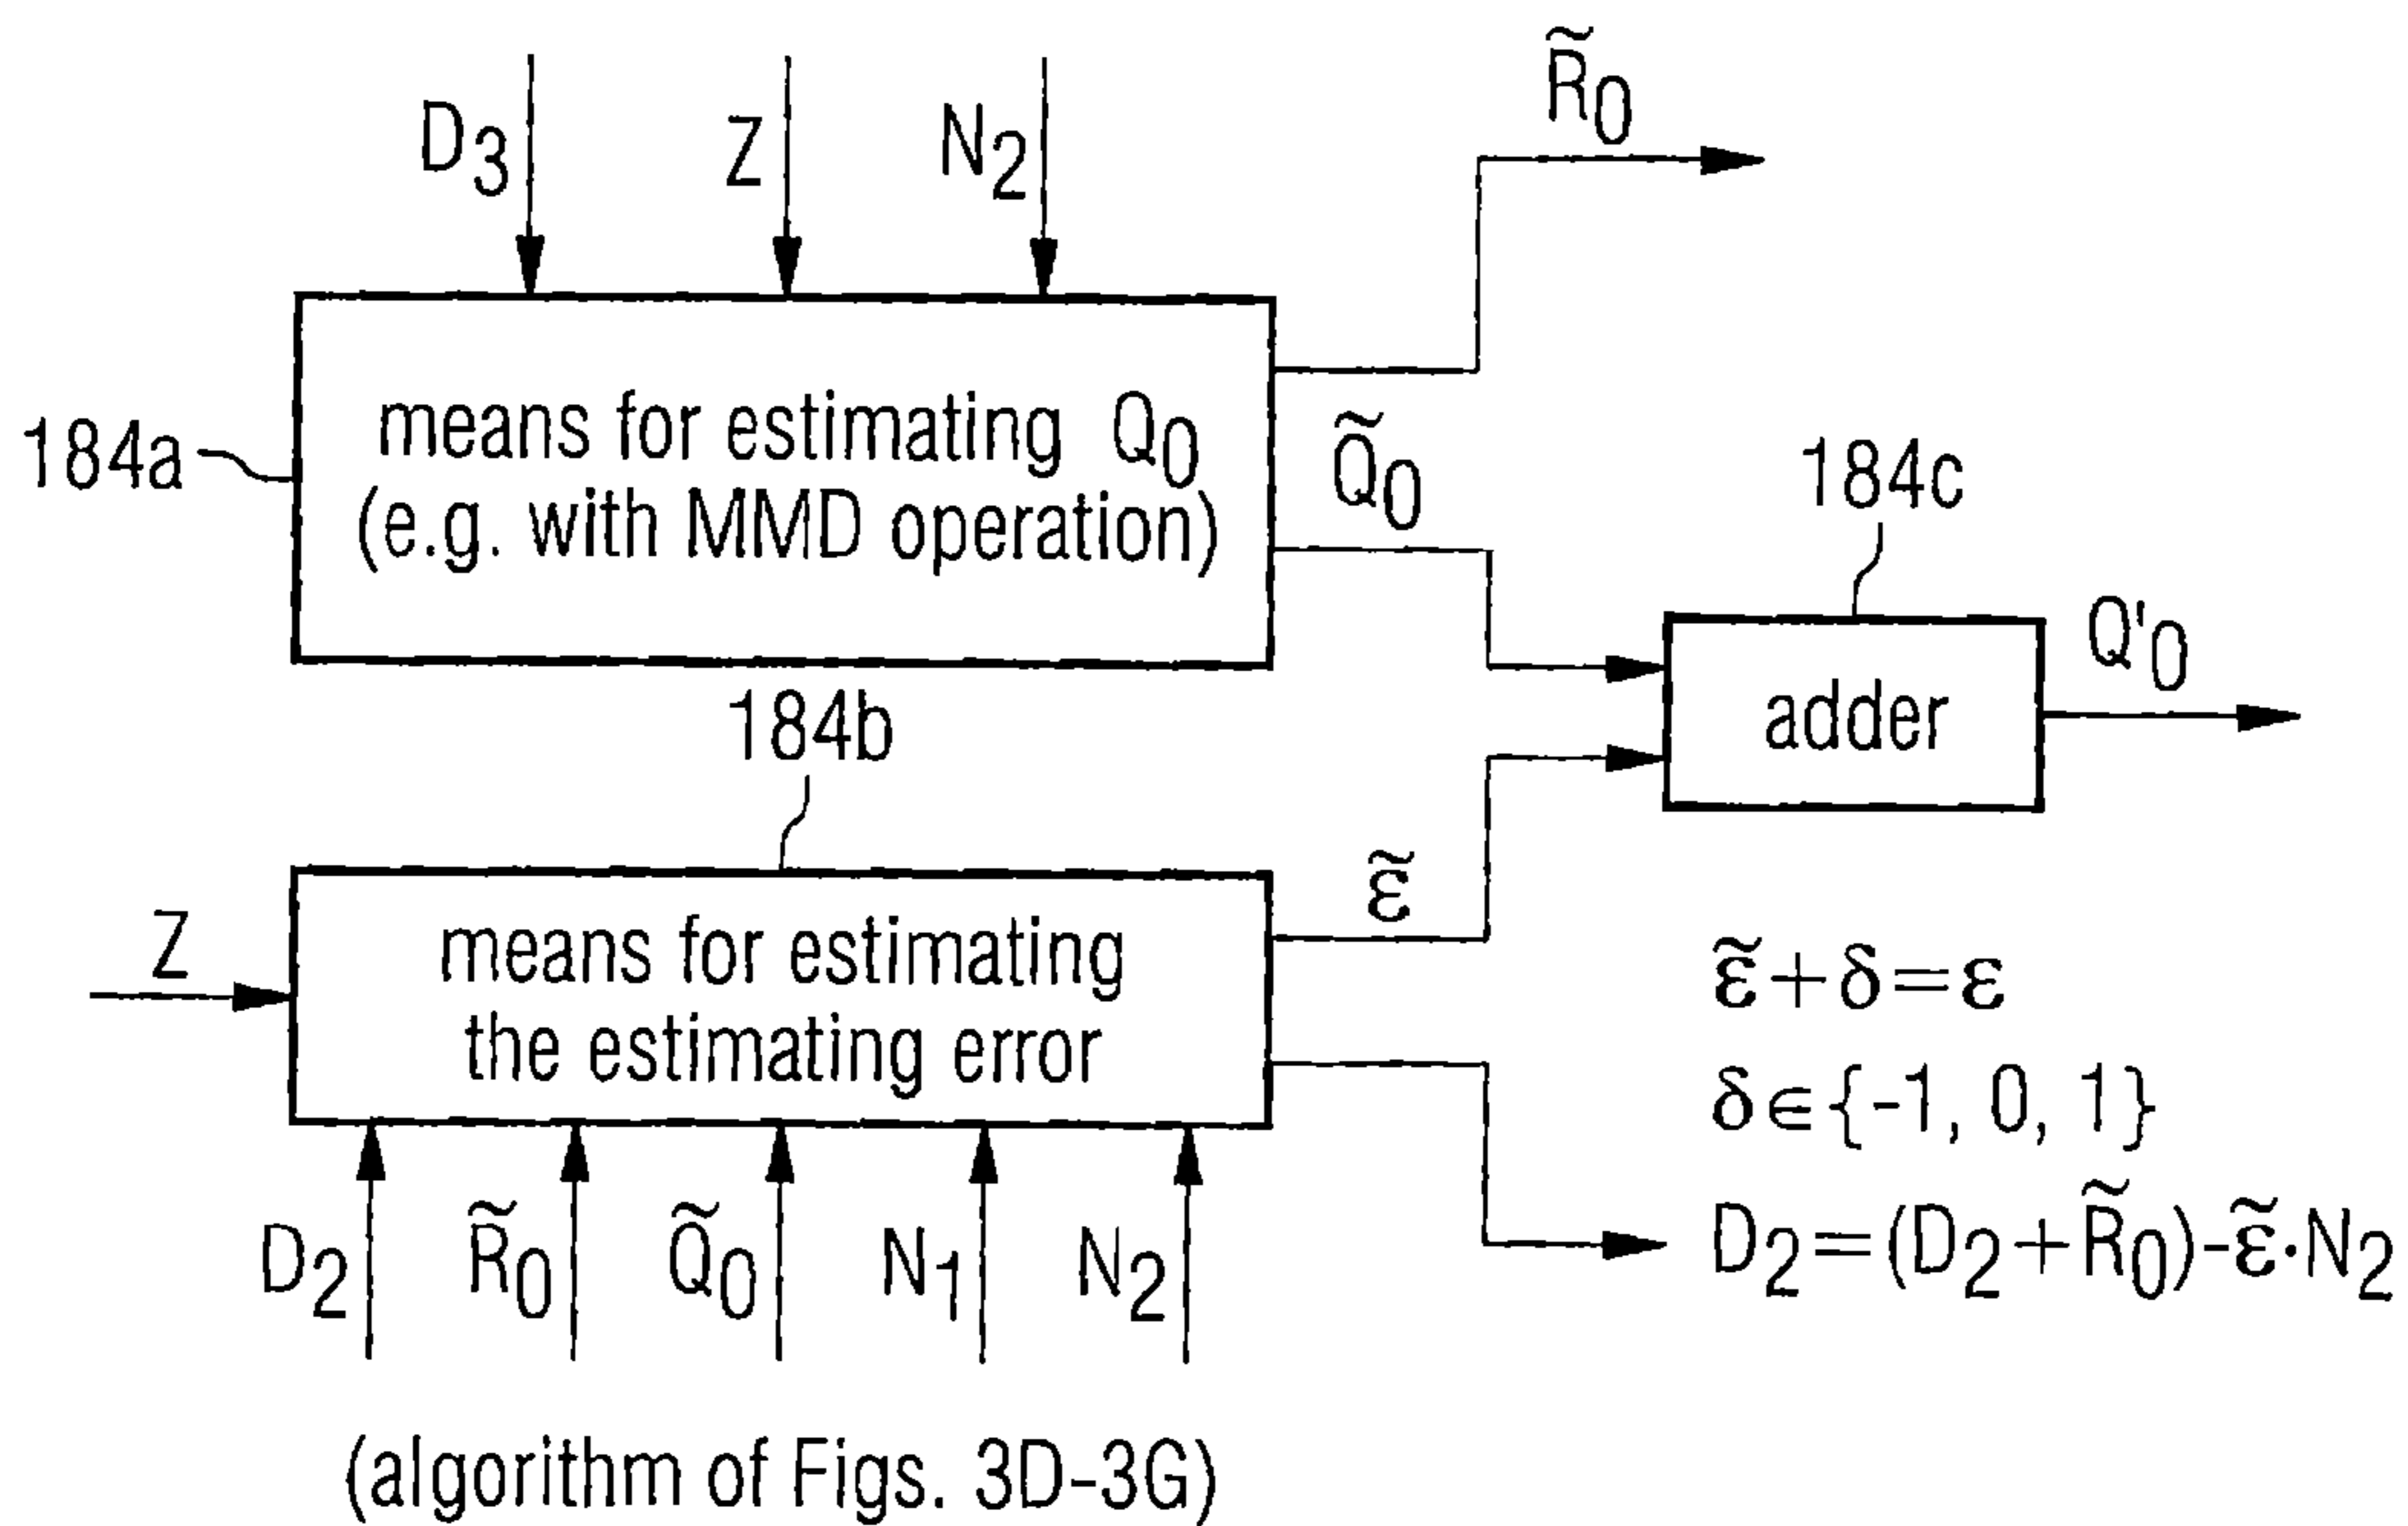 D3 Z N2 R̃0
184a
means for estimating Q0
(e.g. with MMD operation)
Q̃0
184c
adder
Q'0
184b
Z
means for estimating
the estimating error
ε̃
ε̃+δ=ε
δ∈{-1, 0, 1}
D2=(D2+R̃0)-ε̃·N2
D2 R̃0 Q̃0 N1 N2
(algorithm of Figs. 3D-3G)